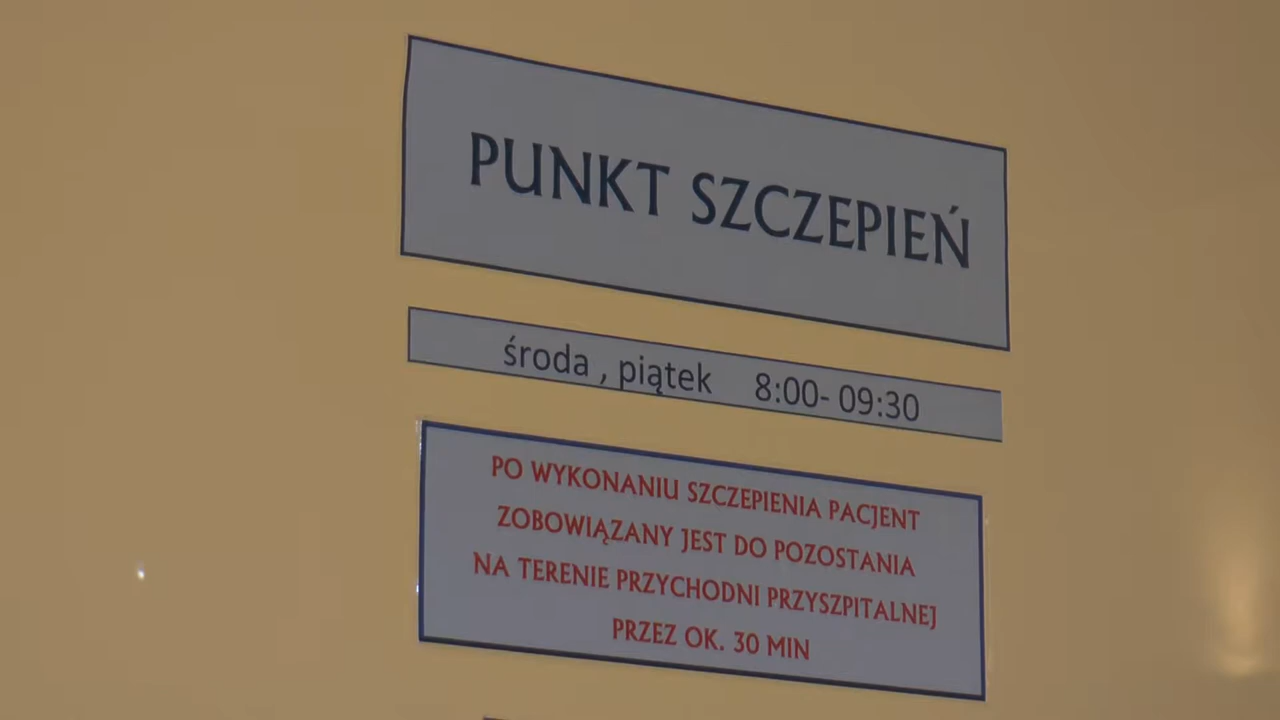 PUNKT SZCZEPIEŃ
środa , piątek 8:00- 09:30
PO WYKONANIU SZCZEPIENIA PACJENT
ZOBOWIĄZANY JEST DO POZOSTANIA
NA TERENIE PRZYCHODNI PRZYSZPITALNEJ
PRZEZ OK. 30 MIN